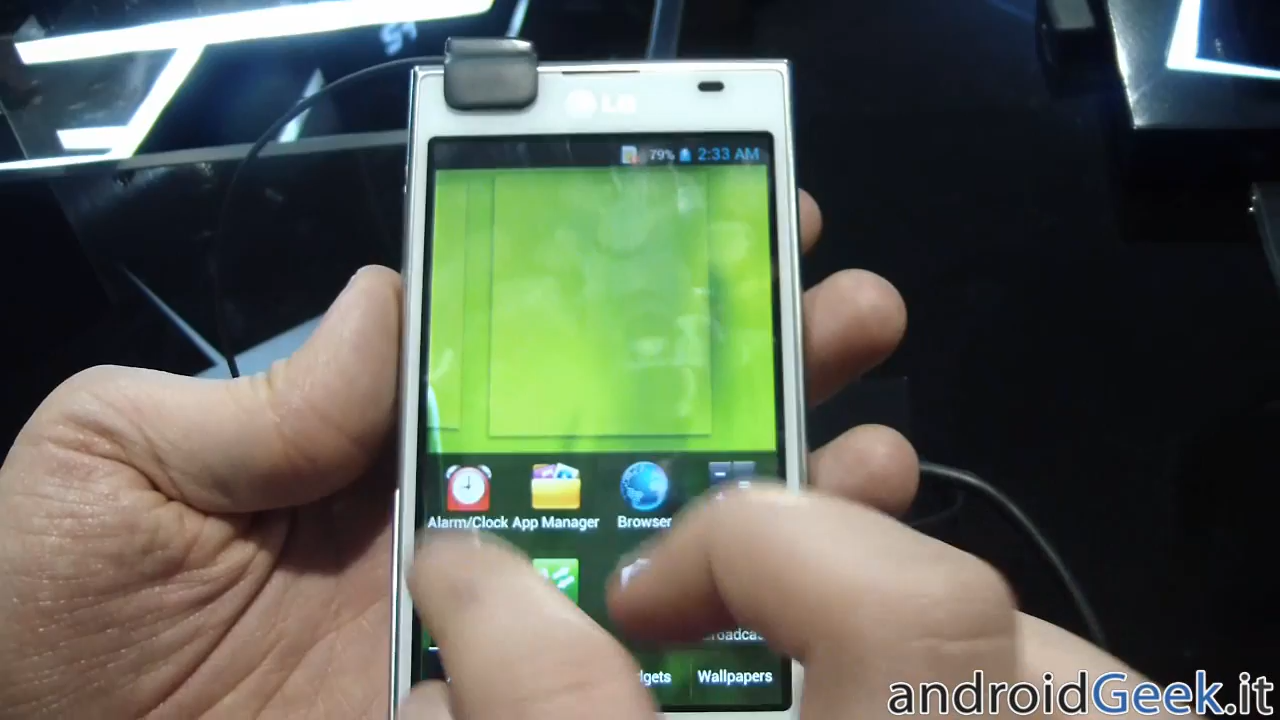 LG
79% 2:33 AM
Alarm/Clock App Manager Browser
Wallpapers
androidGeek.it